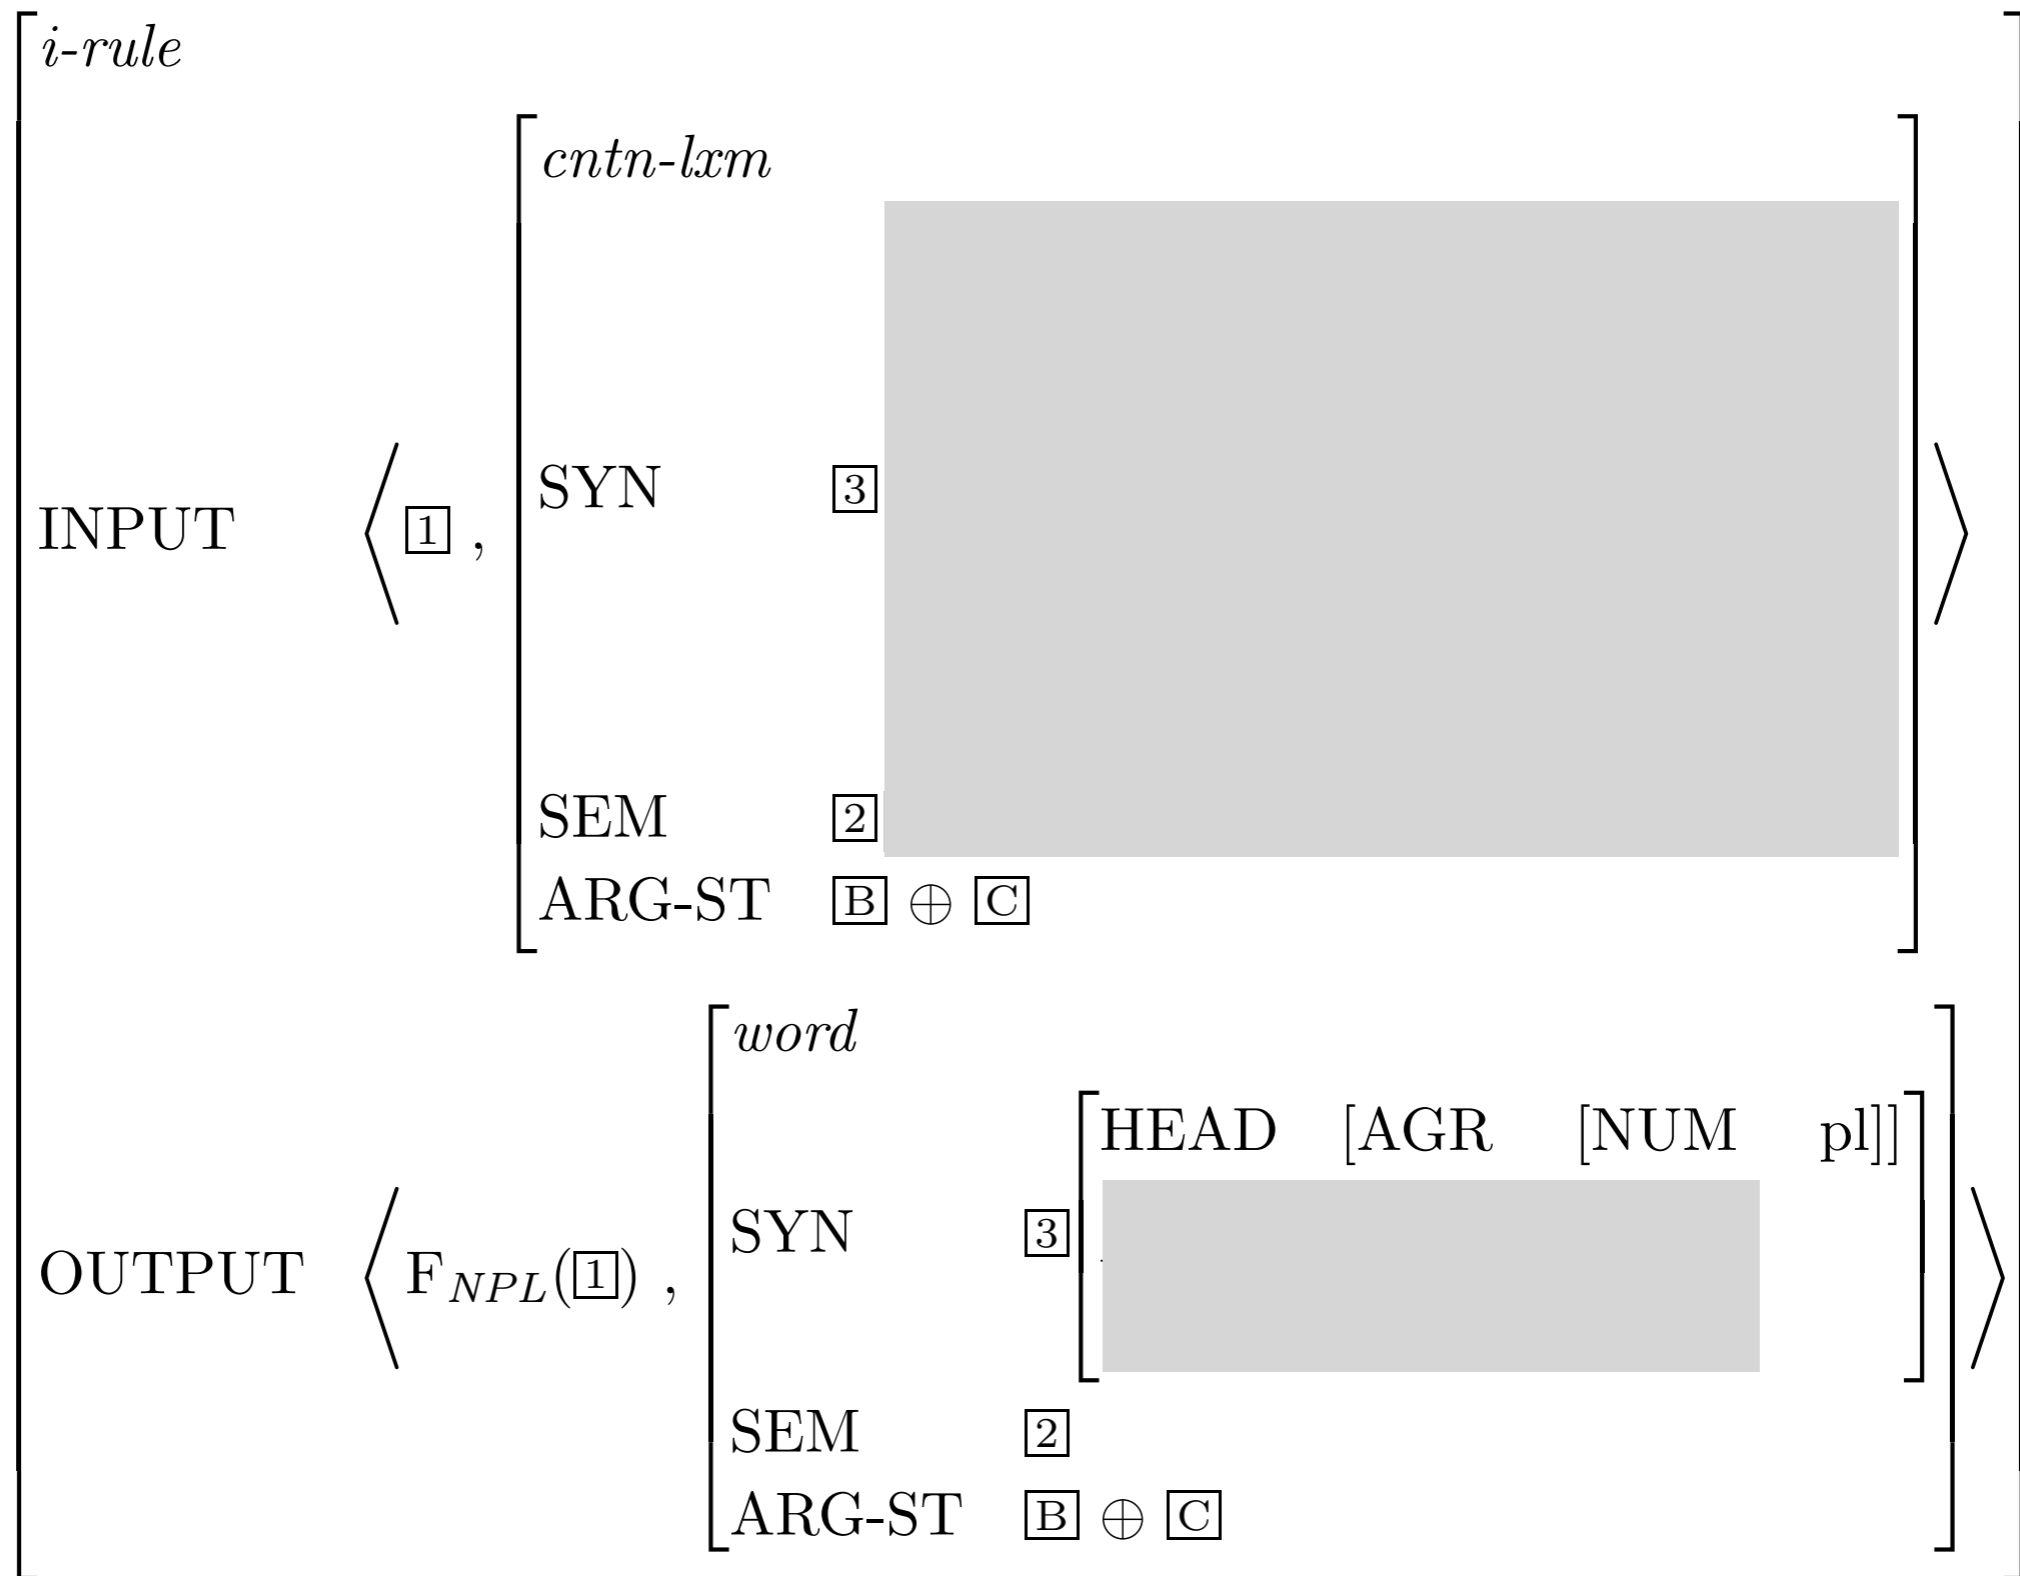 i-rule
cntn-lxm
SYN 3
INPUT ⟨ 1 , ⟩
SEM 2
ARG-ST B ⊕ C
word
HEAD [AGR [NUM pl]]
SYN 3
OUTPUT ⟨ F_NPL(1) , ⟩
SEM 2
ARG-ST B ⊕ C